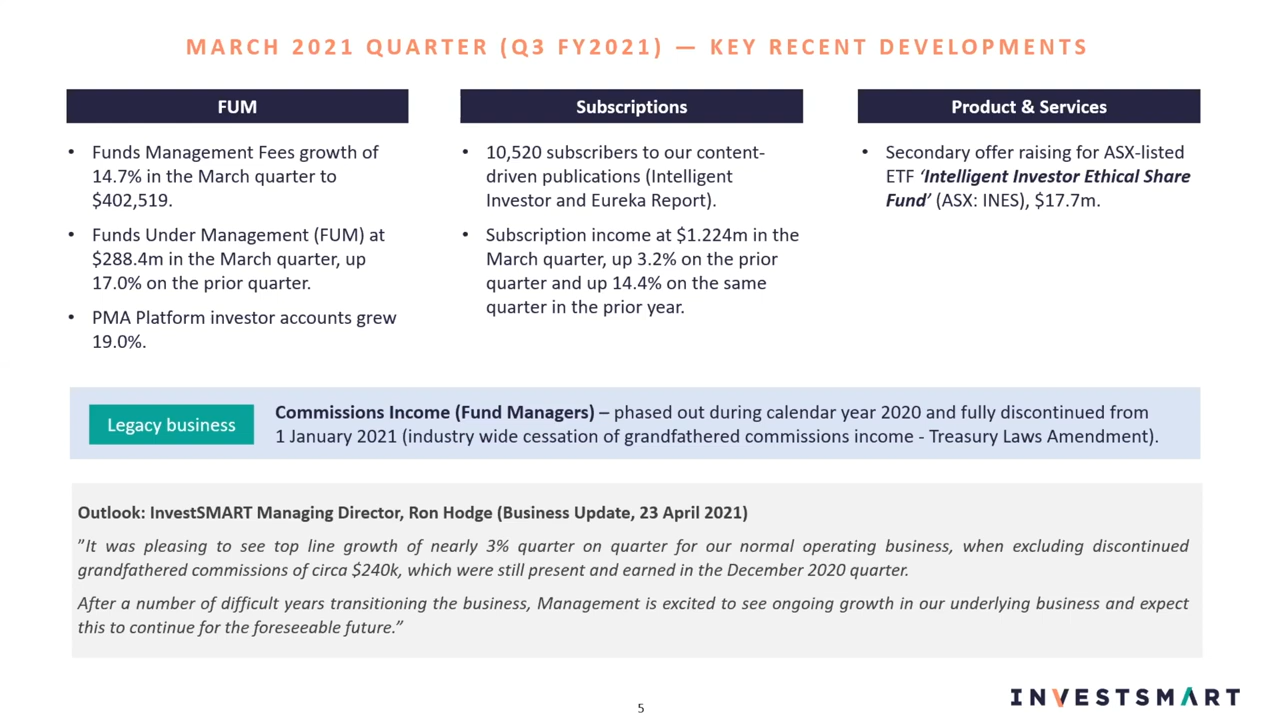 MARCH 2021 QUARTER (Q3 FY2021) — KEY RECENT DEVELOPMENTS
FUM
• Funds Management Fees growth of
14.7% in the March quarter to
$402,519.
• Funds Under Management (FUM) at
$288.4m in the March quarter, up
17.0% on the prior quarter.
• PMA Platform investor accounts grew
19.0%.
Subscriptions
• 10,520 subscribers to our content-
driven publications (Intelligent
Investor and Eureka Report).
• Subscription income at $1.224m in the
March quarter, up 3.2% on the prior
quarter and up 14.4% on the same
quarter in the prior year.
Product & Services
• Secondary offer raising for ASX-listed
ETF ‘Intelligent Investor Ethical Share
Fund’ (ASX: INES), $17.7m.
Legacy business
Commissions Income (Fund Managers) – phased out during calendar year 2020 and fully discontinued from
1 January 2021 (industry wide cessation of grandfathered commissions income - Treasury Laws Amendment).
Outlook: InvestSMART Managing Director, Ron Hodge (Business Update, 23 April 2021)
”It was pleasing to see top line growth of nearly 3% quarter on quarter for our normal operating business, when excluding discontinued
grandfathered commissions of circa $240k, which were still present and earned in the December 2020 quarter.
After a number of difficult years transitioning the business, Management is excited to see ongoing growth in our underlying business and expect
this to continue for the foreseeable future.”
INVESTSMART
5